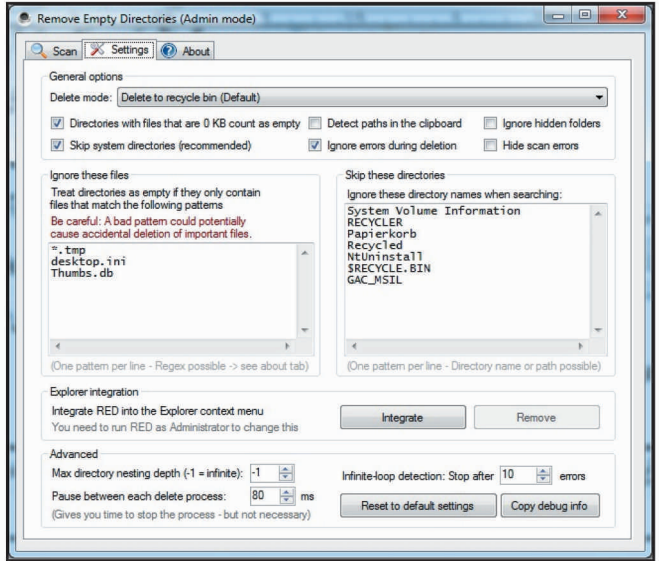 Remove Empty Directories (Admin mode)
Scan
Settings
About
General options
Delete mode: Delete to recycle bin (Default)
Directories with files that are 0 KB count as empty
Detect paths in the clipboard
Ignore hidden folders
Skip system directories (recommended)
Ignore errors during deletion
Hide scan errors
Ignore these files
Treat directories as empty if they only contain
files that match the following patterns
Be careful: A bad pattern could potentially
cause accidental deletion of important files.
*.tmp
desktop.ini
Thumbs.db
(One pattern per line - Regex possible -> see about tab)
Skip these directories
Ignore these directory names when searching:
System Volume Information
RECYCLER
Papierkorb
Recycled
NtUninstall
$RECYCLE.BIN
GAC_MSIL
(One pattern per line - Directory name or path possible)
Explorer integration
Integrate RED into the Explorer context menu
You need to run RED as Administrator to change this
Integrate
Remove
Advanced
Max directory nesting depth (-1 = infinite): -1
Infinite-loop detection: Stop after 10 errors
Pause between each delete process: 80 ms
(Gives you time to stop the process - but not necessary)
Reset to default settings
Copy debug info